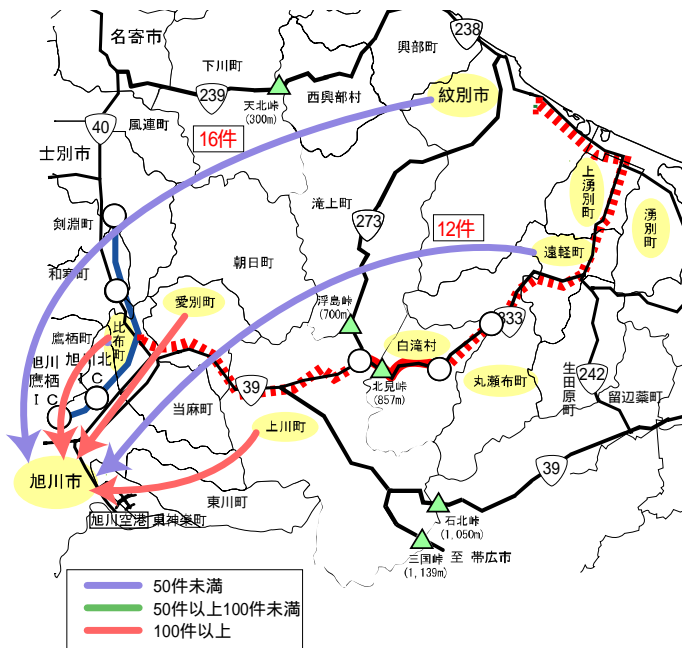 名寄市
下川町
興部町
238
239
天北峠
(300m)
西興部村
紋別市
40
風連町
16件
士別市
上湧別町
湧別町
剣淵町
滝上町
273
12件
遠軽町
和寒町
朝日町
愛別町
浮島峠
(700m)
333
鷹栖町
比布町
白滝村
旭川北IC
旭川鷹栖IC
39
北見峠
(857m)
丸瀬布町
生田原町
242
留辺蘂町
当麻町
上川町
旭川市
東川町
39
石北峠
(1,050m)
旭川空港
東神楽町
三国峠
(1,139m)
至 帯広市
50件未満
50件以上100件未満
100件以上